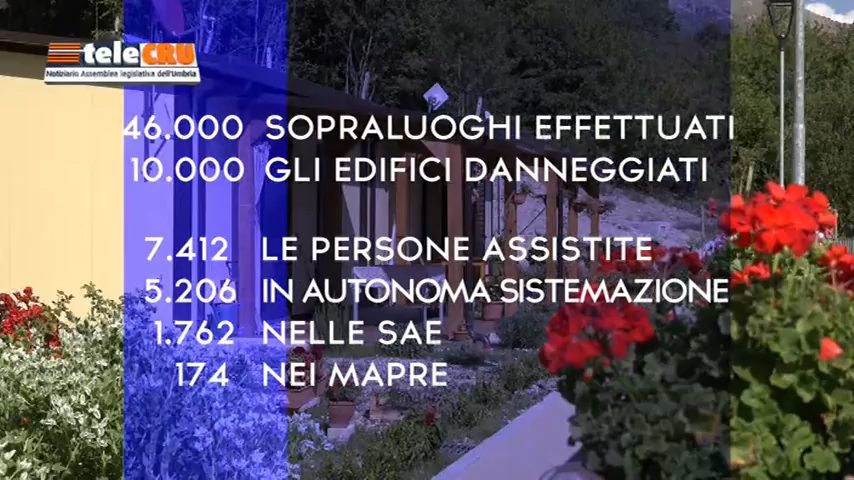 teleCRU
Notiziario Assemblea legislativa dell'Umbria
46.000 SOPRALUOGHI EFFETTUATI
10.000 GLI EDIFICI DANNEGGIATI
7.412 LE PERSONE ASSISTITE
5.206 IN AUTONOMA SISTEMAZIONE
1.762 NELLE SAE
174 NEI MAPRE